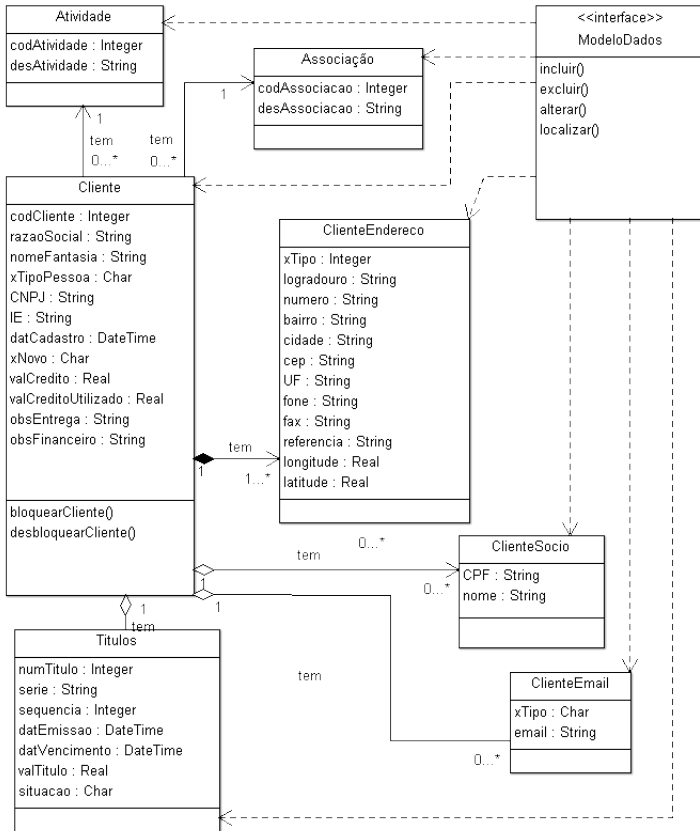 Atividade
codAtividade : Integer
desAtividade : String
<<interface>>
ModeloDados
incluir()
excluir()
alterar()
localizar()
Associação
codAssociacao : Integer
desAssociacao : String
1
1
tem
0...*
tem
0...*
Cliente
codCliente : Integer
razaoSocial : String
nomeFantasia : String
xTipoPessoa : Char
CNPJ : String
IE : String
datCadastro : DateTime
xNovo : Char
valCredito : Real
valCreditoUtilizado : Real
obsEntrega : String
obsFinanceiro : String
bloquearCliente()
desbloquearCliente()
ClienteEndereco
xTipo : Integer
logradouro : String
numero : String
bairro : String
cidade : String
cep : String
UF : String
fone : String
fax : String
referencia : String
longitude : Real
latitude : Real
tem
1
1...*
0...*
tem
1
0...*
ClienteSocio
CPF : String
nome : String
1
1
tem
tem
0...*
ClienteEmail
xTipo : Char
email : String
Titulos
numTitulo : Integer
serie : String
sequencia : Integer
datEmissao : DateTime
datVencimento : DateTime
valTitulo : Real
situacao : Char